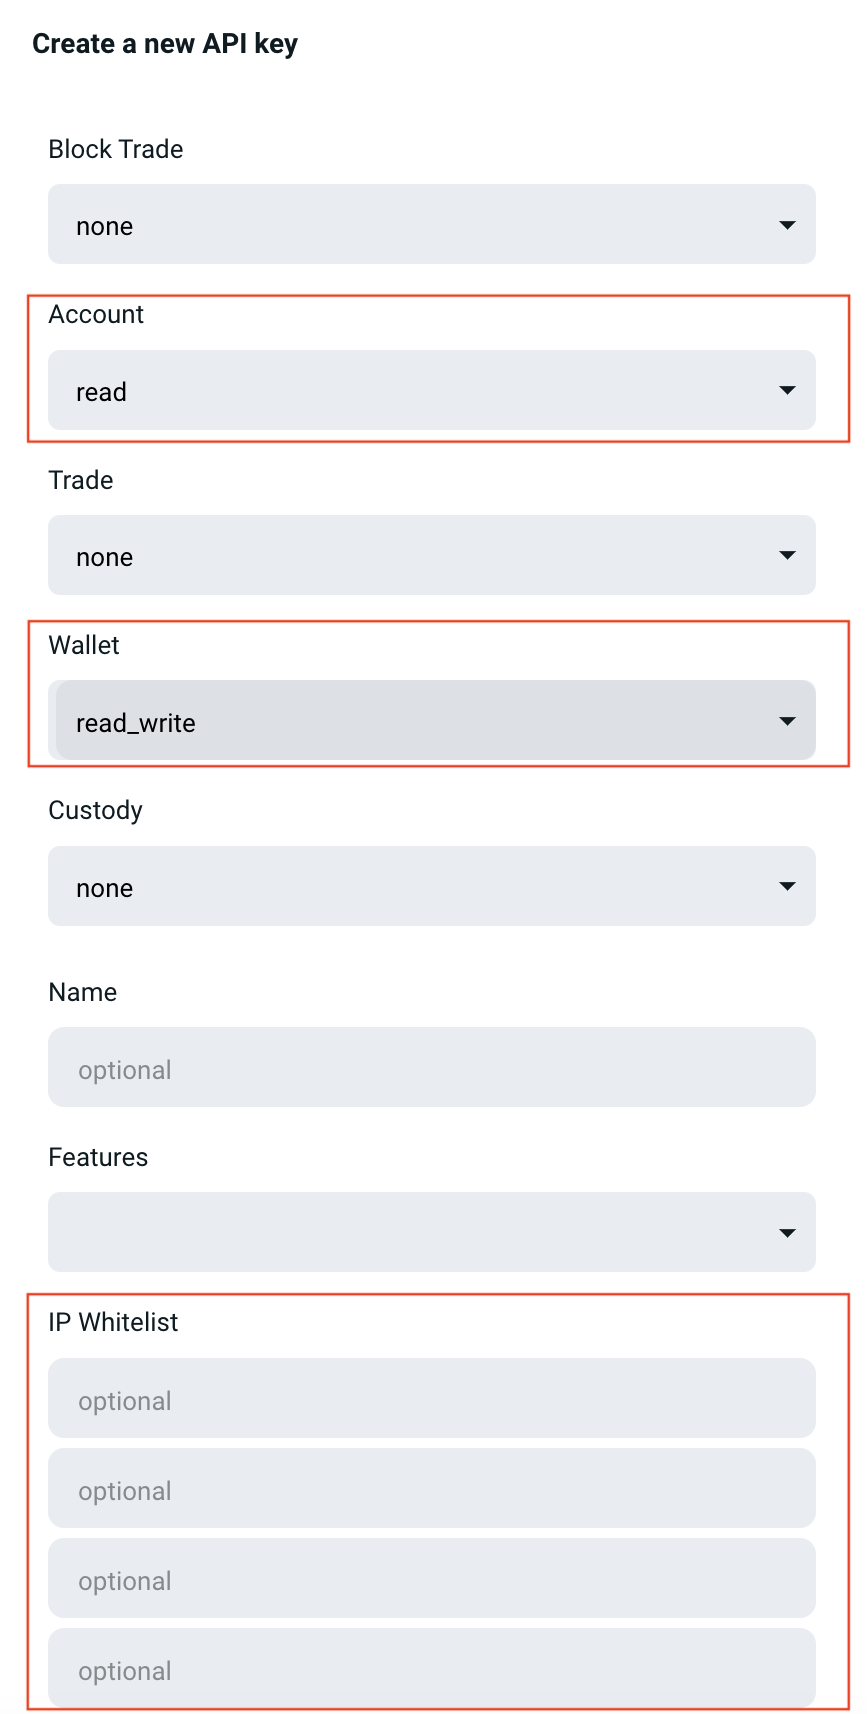 Create a new API key
Block Trade
none
Account
read
Trade
none
Wallet
read_write
Custody
none
Name
optional
Features
IP Whitelist
optional
optional
optional
optional